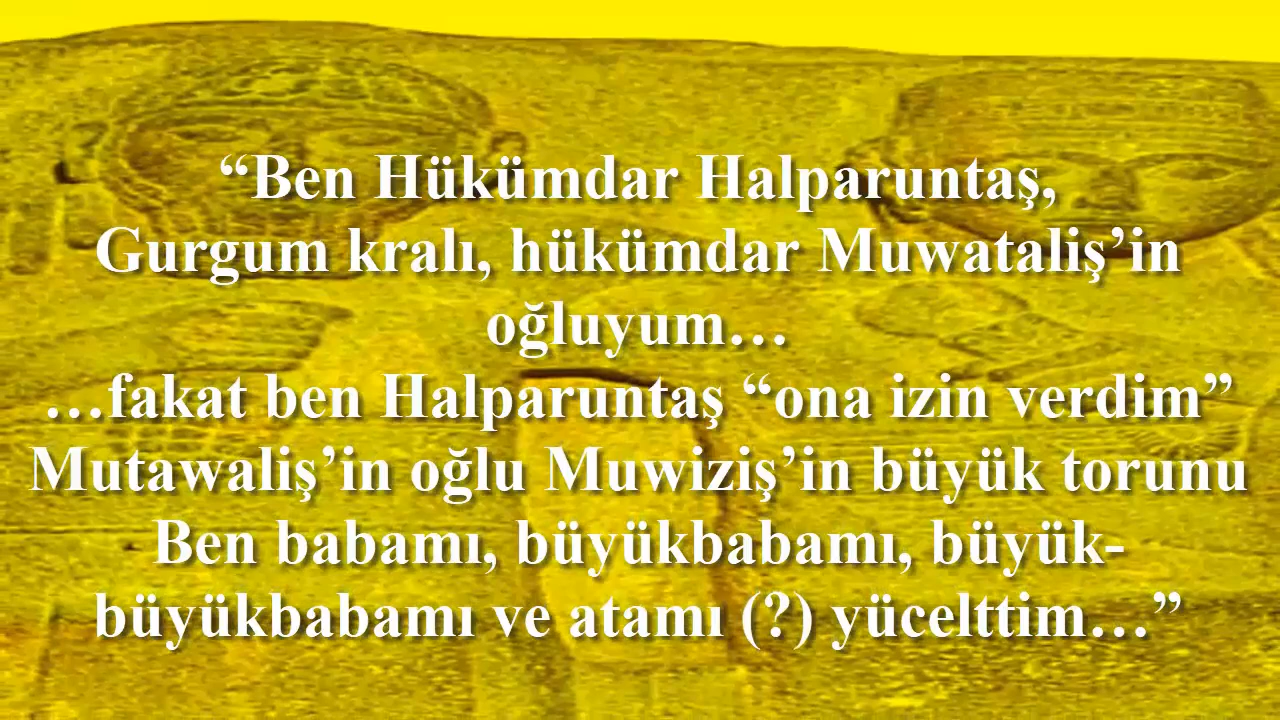 “Ben Hükümdar Halparuntaş,
Gurgum kralı, hükümdar Muwataliş’in
oğluyum…
…fakat ben Halparuntaş “ona izin verdim”
Mutawaliş’in oğlu Muwiziş’in büyük torunu
Ben babamı, büyükbabamı, büyük-
büyükbabamı ve atamı (?) yücelttim…”